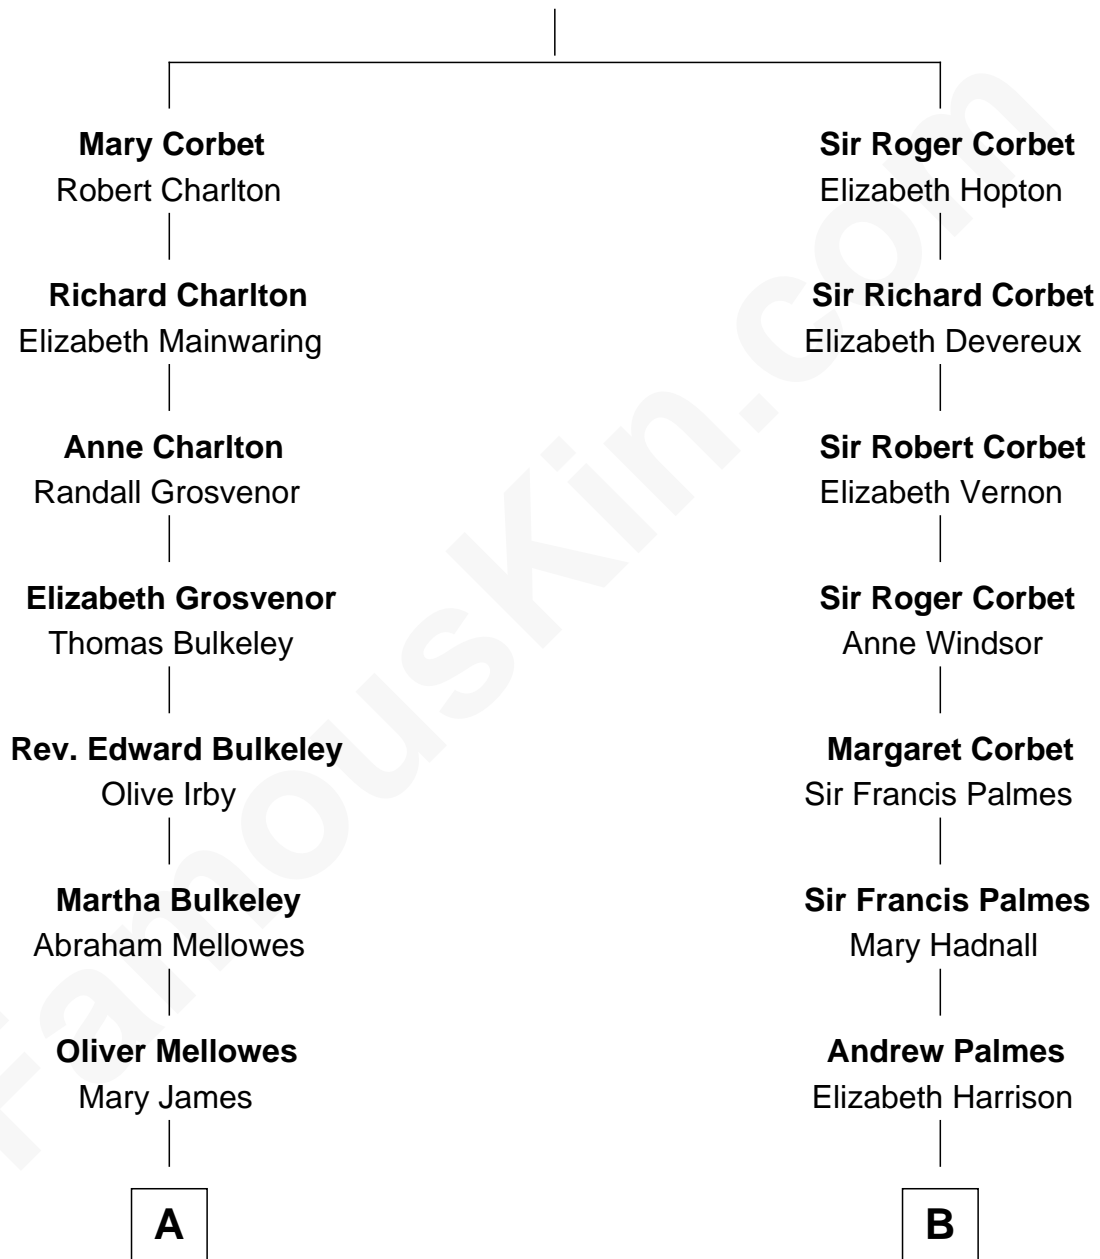 Mary Corbet
Robert Charlton
Richard Charlton
Elizabeth Mainwaring
Anne Charlton
Randall Grosvenor
Elizabeth Grosvenor
Thomas Bulkeley
Rev. Edward Bulkeley
Olive Irby
Martha Bulkeley
Abraham Mellowes
Oliver Mellowes
Mary James
A
Sir Roger Corbet
Elizabeth Hopton
Sir Richard Corbet
Elizabeth Devereux
Sir Robert Corbet
Elizabeth Vernon
Sir Roger Corbet
Anne Windsor
Margaret Corbet
Sir Francis Palmes
Sir Francis Palmes
Mary Hadnall
Andrew Palmes
Elizabeth Harrison
B
FamousKin.com